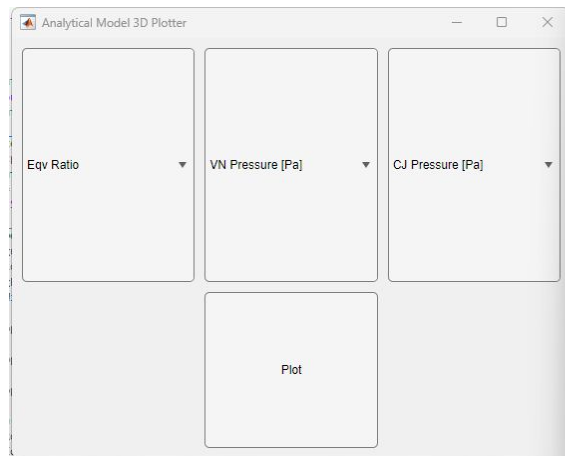 Analytical Model 3D Plotter
Eqv Ratio
VN Pressure [Pa]
CJ Pressure [Pa]
Plot